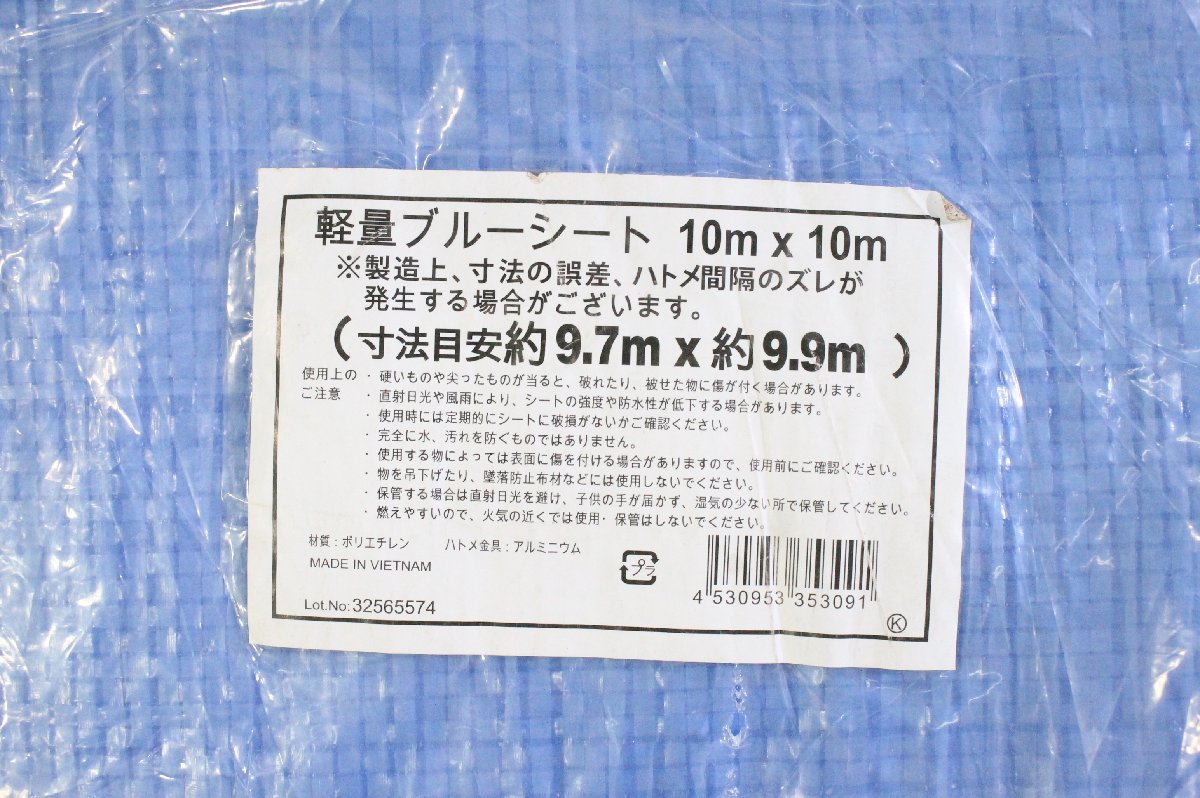 軽量ブルーシート 10m x 10m
※製造上、寸法の誤差、ハトメ間隔のズレが
発生する場合がございます。
(寸法目安約9.7m x 約9.9m)
使用上の
ご注意
・硬いものや尖ったものが当ると、破れたり、被せた物に傷が付く場合があります。
・直射日光や風雨により、シートの強度や防水性が低下する場合があります。
・使用時には定期的にシートに破損がないかご確認ください。
・完全に水、汚れを防ぐものではありません。
・使用する物によっては表面に傷を付ける場合がありますので、使用前にご確認ください。
・物を吊下げたり、墜落防止布材などには使用しないでください。
・保管する場合は直射日光を避け、子供の手が届かず、湿気の少ない所で保管してください。
・燃えやすいので、火気の近くでは使用・保管はしないでください。
材質:ポリエチレン ハトメ金具:アルミニウム
MADE IN VIETNAM
プラ
4 530953 353091
Lot.No:32565574
K